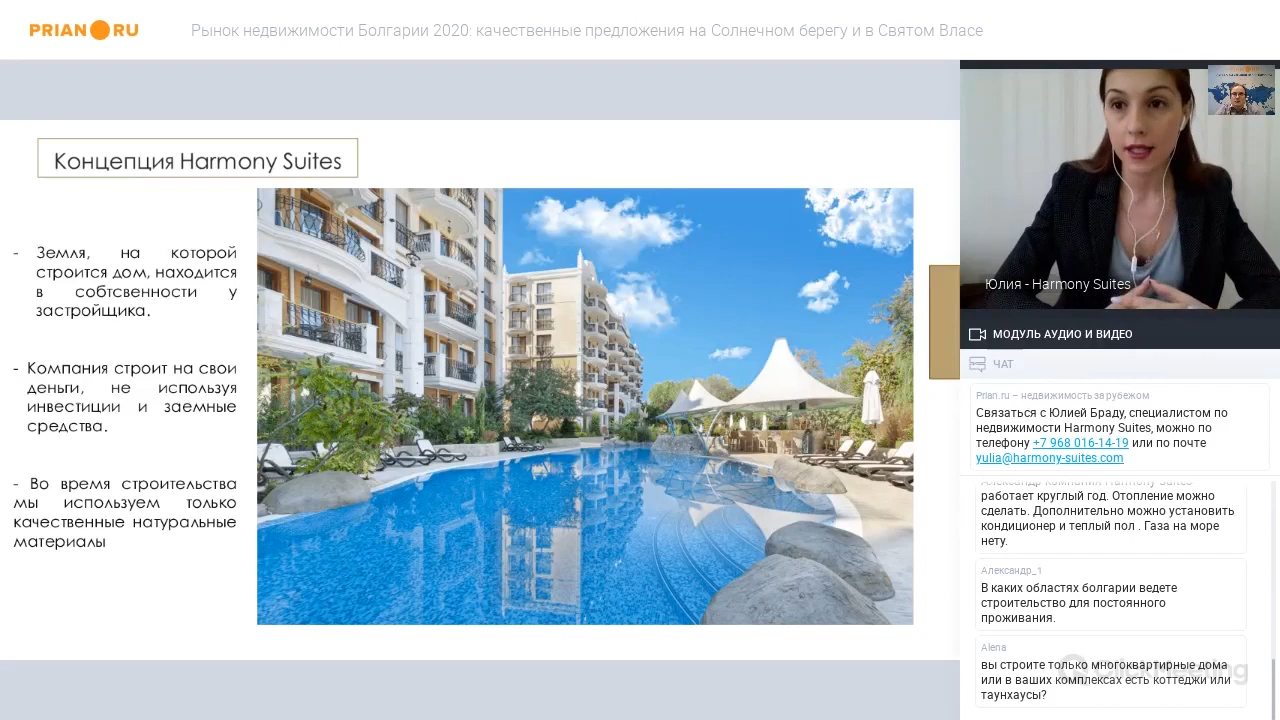 PRIAN RU
Рынок недвижимости Болгарии 2020: качественные предложения на Солнечном берегу и в Святом Власе
Концепция Harmony Suites
- Земля, на которой
строится дом, находится
в собтсвенности у
застройщика.
- Компания строит на свои
деньги, не используя
инвестиции и заемные
средства.
- Во время строительства
мы используем только
качественные натуральные
материалы
Юлия - Harmony Suites
МОДУЛЬ АУДИО И ВИДЕО
ЧАТ
Prian.ru – недвижимость за рубежом
Связаться с Юлией Браду, специалистом по
недвижимости Harmony Suites, можно по
телефону +7 968 016-14-19 или по почте
yulia@harmony-suites.com
Александр компания Harmony Suites
работает круглый год. Отопление можно
сделать. Дополнительно можно установить
кондиционер и теплый пол . Газа на море
нету.
Александр_1
В каких областях болгарии ведете
строительство для постоянного
проживания.
Alena
вы строите только многоквартирные дома
или в ваших комплексах есть коттеджи или
таунхаусы?
ClickMeeting